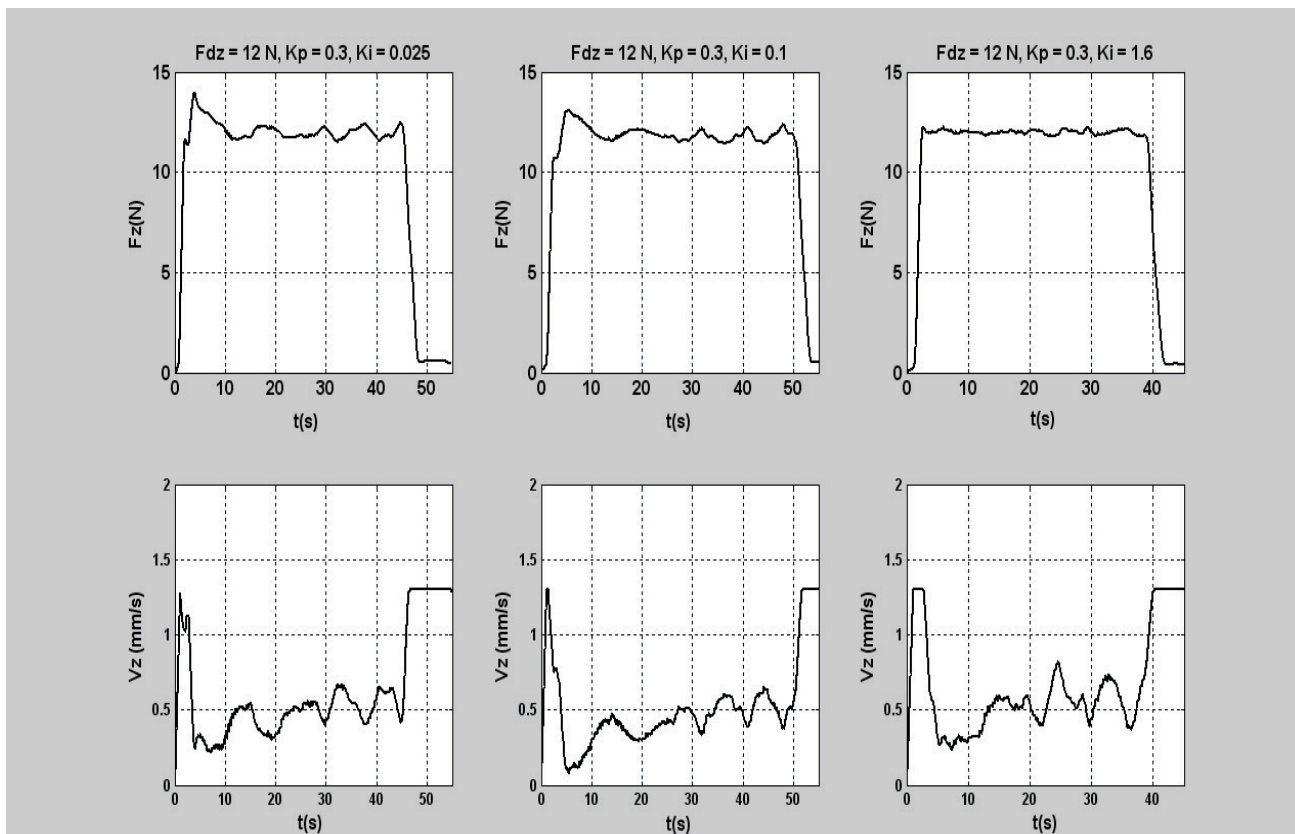 Fdz = 12 N, Kp = 0.3, Ki = 0.025
15
10
5
0
Fz(N)
0 10 20 30 40 50
t(s)
Fdz = 12 N, Kp = 0.3, Ki = 0.1
15
10
5
0
Fz(N)
0 10 20 30 40 50
t(s)
Fdz = 12 N, Kp = 0.3, Ki = 1.6
15
10
5
0
Fz(N)
0 10 20 30 40
t(s)
2
1.5
1
0.5
0
Vz (mm/s)
0 10 20 30 40 50
t(s)
2
1.5
1
0.5
0
Vz (mm/s)
0 10 20 30 40 50
t(s)
2
1.5
1
0.5
0
Vz (mm/s)
0 10 20 30 40
t(s)